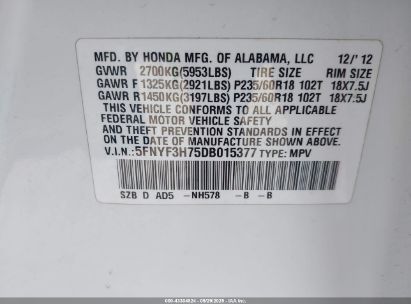 MFD. BY HONDA MFG. OF ALABAMA, LLC 12/'12
GVWR 2700KG(5953LBS) TIRE SIZE RIM SIZE
GAWR F 1325KG(2921LBS) P235/60R18 102T 18X7.5J
GAWR R1450KG(3197LBS) P235/60R18 102T 18X7.5J
THIS VEHICLE CONFORMS TO ALL APPLICABLE
FEDERAL MOTOR VEHICLE SAFETY AND
THEFT PREVENTION STANDARDS IN EFFECT
ON THE DATE OF MANUFACTURE SHOWN ABOVE.
V.I.N.: 5FNYF3H75DB015377 TYPE: MPV
SZB D AD5 -NH578 -B -B